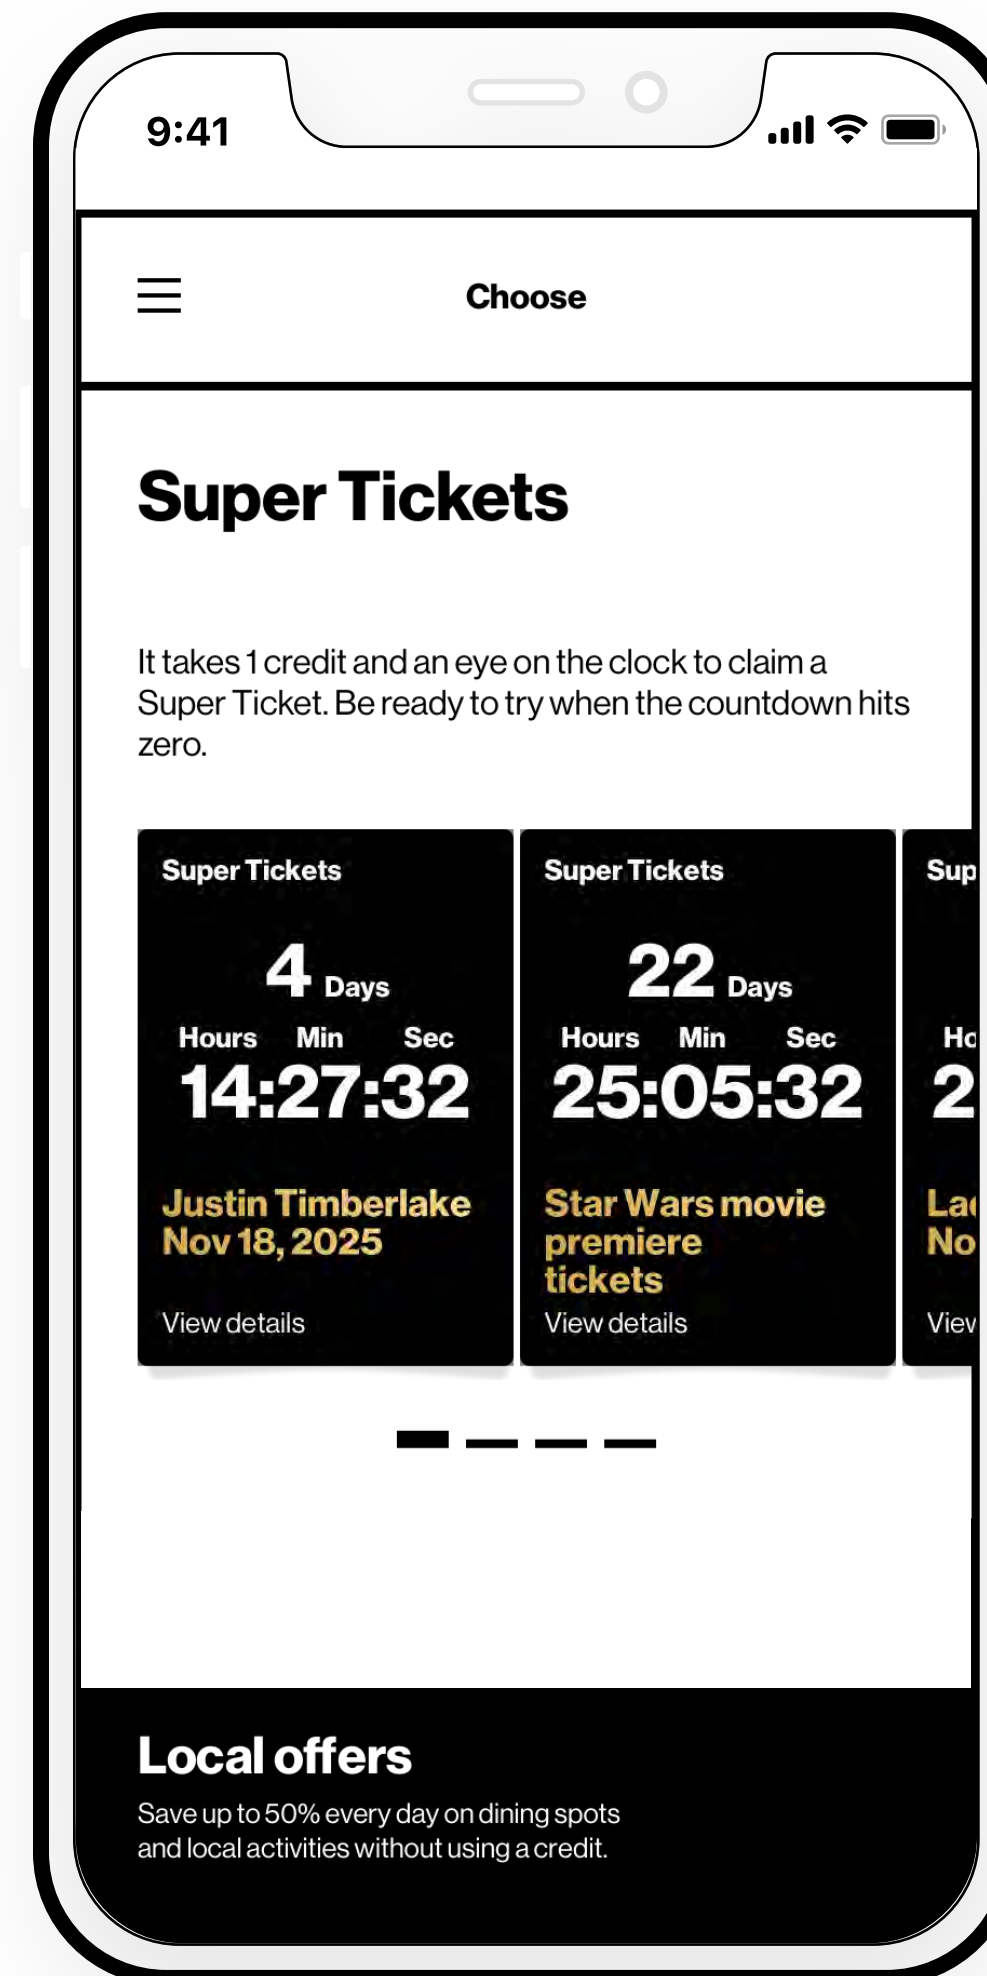 9:41
Choose
Super Tickets
It takes 1 credit and an eye on the clock to claim a
Super Ticket. Be ready to try when the countdown hits
zero.
Super Tickets
4 Days
Hours Min Sec
14:27:32
Justin Timberlake
Nov 18, 2025
View details
Super Tickets
22 Days
Hours Min Sec
25:05:32
Star Wars movie
premiere
tickets
View details
Local offers
Save up to 50% every day on dining spots
and local activities without using a credit.